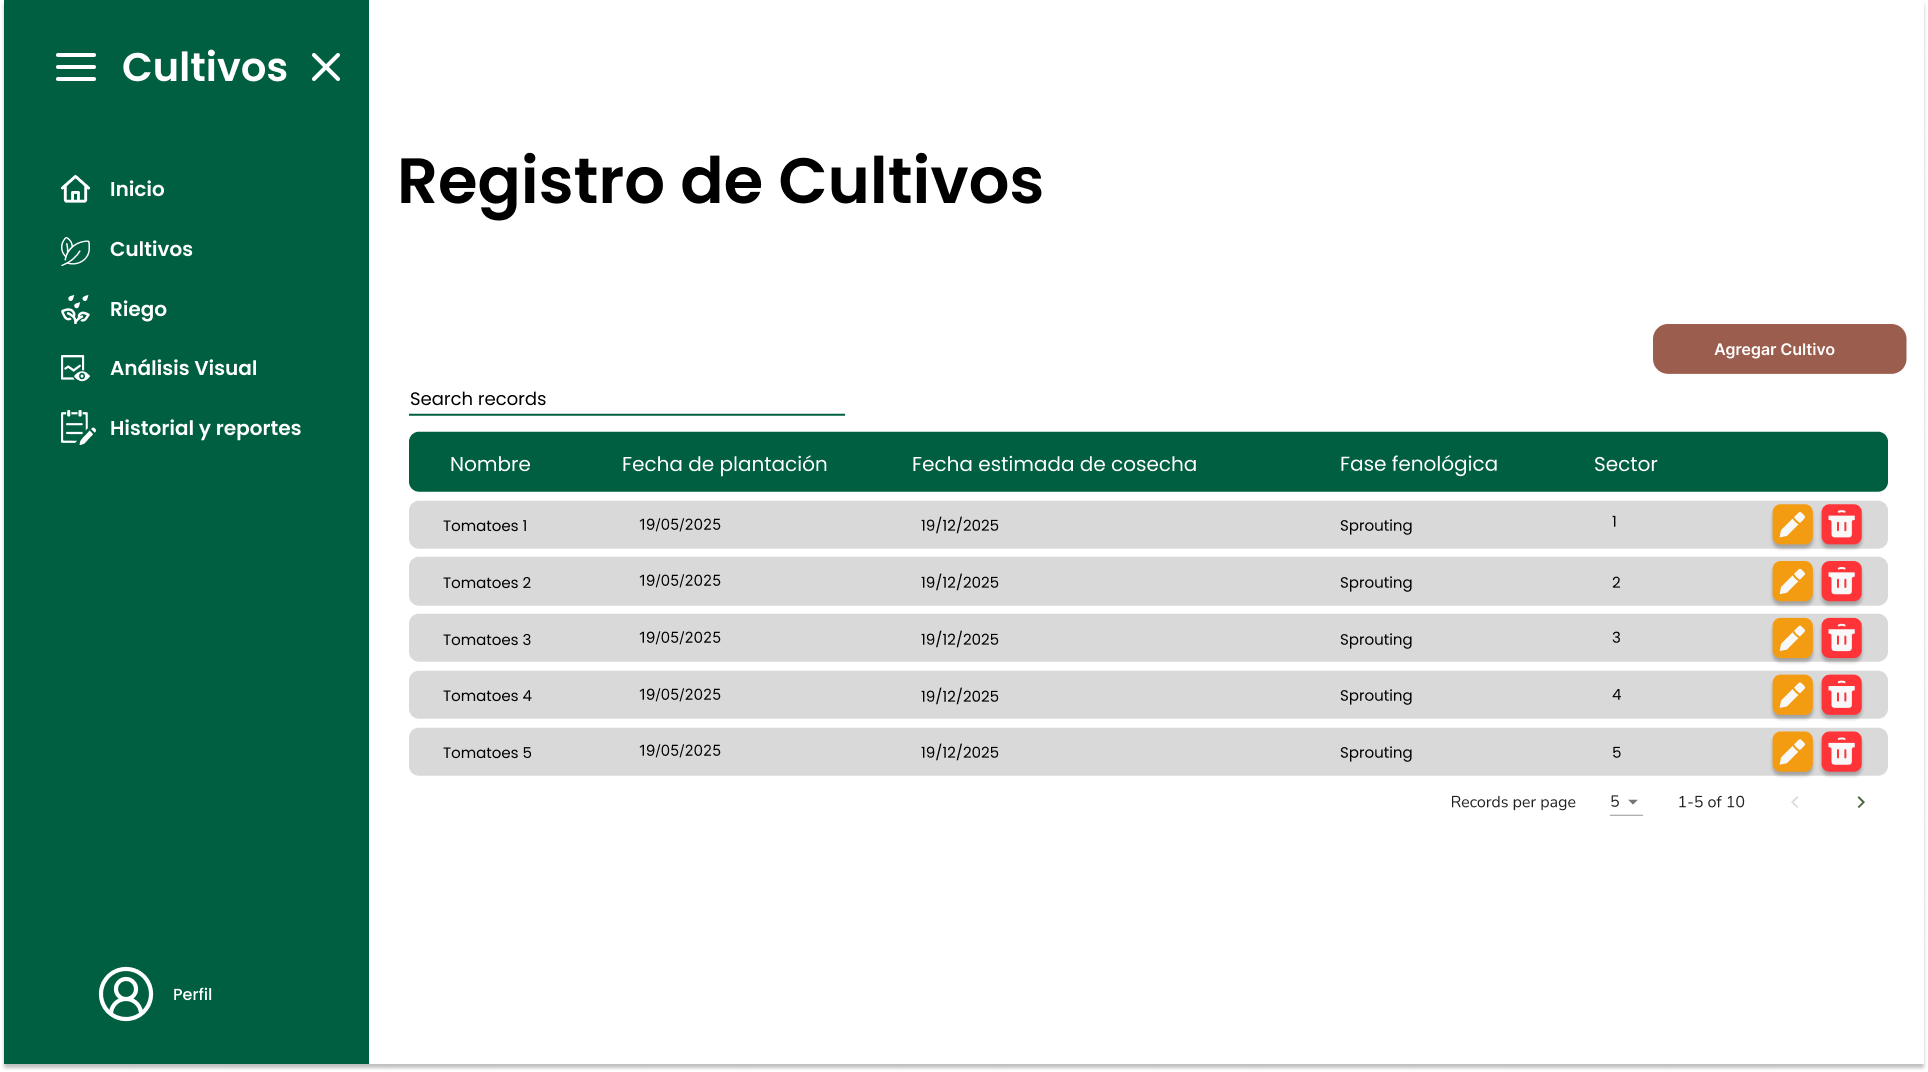 Cultivos
Inicio
Cultivos
Riego
Análisis Visual
Historial y reportes
Perfil
Registro de Cultivos
Agregar Cultivo
Search records
Nombre Fecha de plantación Fecha estimada de cosecha Fase fenológica Sector
Tomatoes 1 19/05/2025 19/12/2025 Sprouting 1
Tomatoes 2 19/05/2025 19/12/2025 Sprouting 2
Tomatoes 3 19/05/2025 19/12/2025 Sprouting 3
Tomatoes 4 19/05/2025 19/12/2025 Sprouting 4
Tomatoes 5 19/05/2025 19/12/2025 Sprouting 5
Records per page 5 1-5 of 10